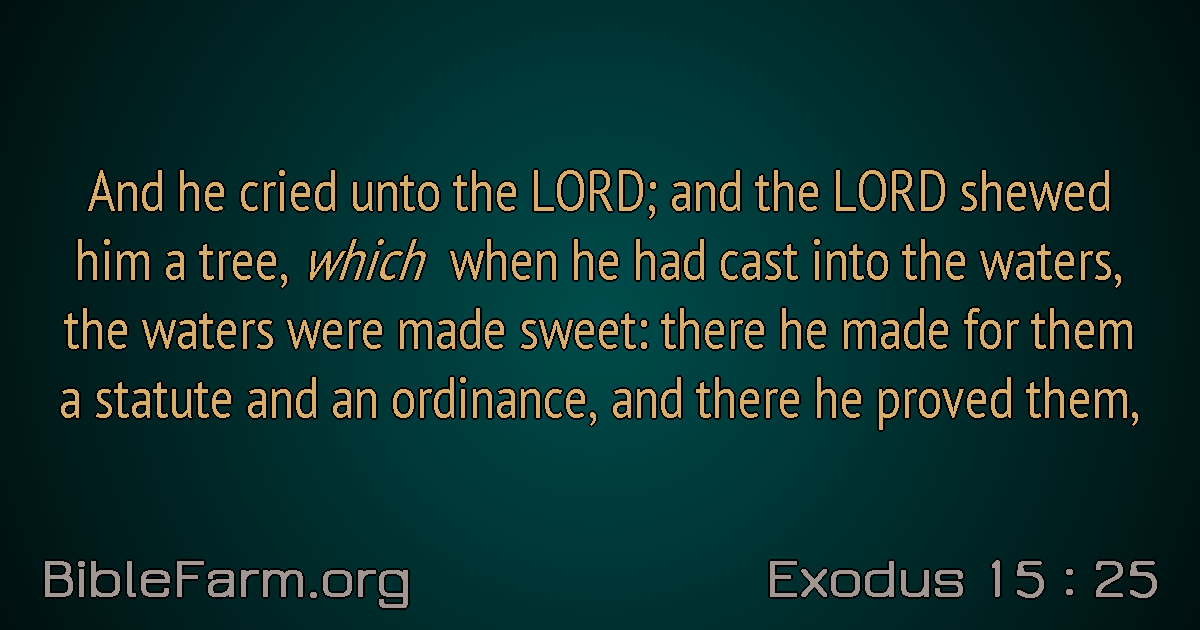 And he cried unto the LORD; and the LORD shewed
him a tree, which when he had cast into the waters,
the waters were made sweet: there he made for them
a statute and an ordinance, and there he proved them,
BibleFarm.org
Exodus 15 : 25